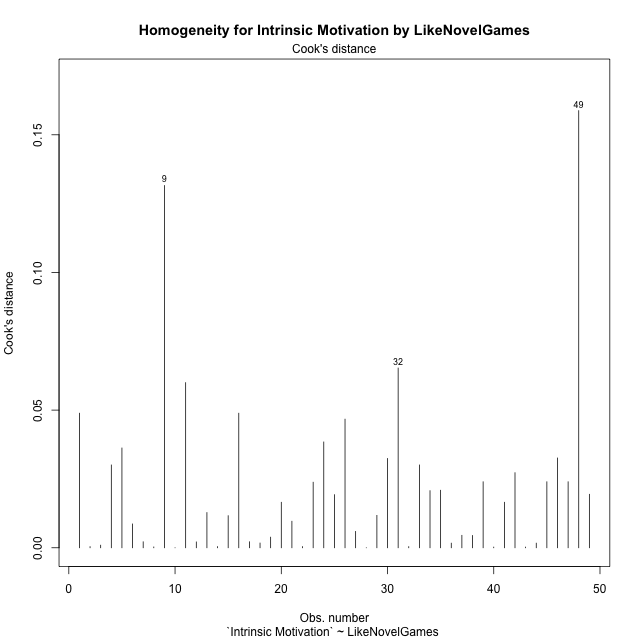 Homogeneity for Intrinsic Motivation by LikeNovelGames
Cook's distance
49
0.15
9
0.10
Cook's distance
32
0.05
0.00
0 10 20 30 40 50
Obs. number
`Intrinsic Motivation` ~ LikeNovelGames